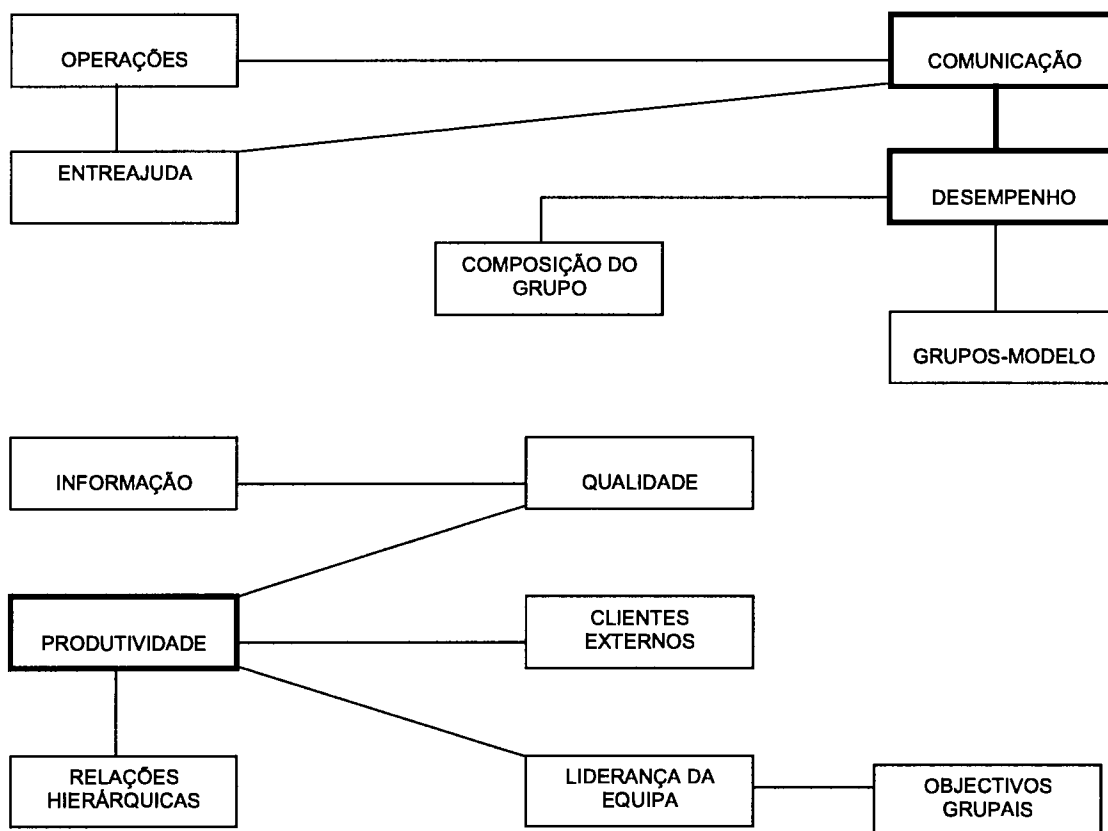 OPERAÇÕES
COMUNICAÇÃO
ENTREAJUDA
DESEMPENHO
COMPOSIÇÃO DO
GRUPO
GRUPOS-MODELO
INFORMAÇÃO
QUALIDADE
PRODUTIVIDADE
CLIENTES
EXTERNOS
RELAÇÕES
HIERÁRQUICAS
LIDERANÇA DA
EQUIPA
OBJECTIVOS
GRUPAIS